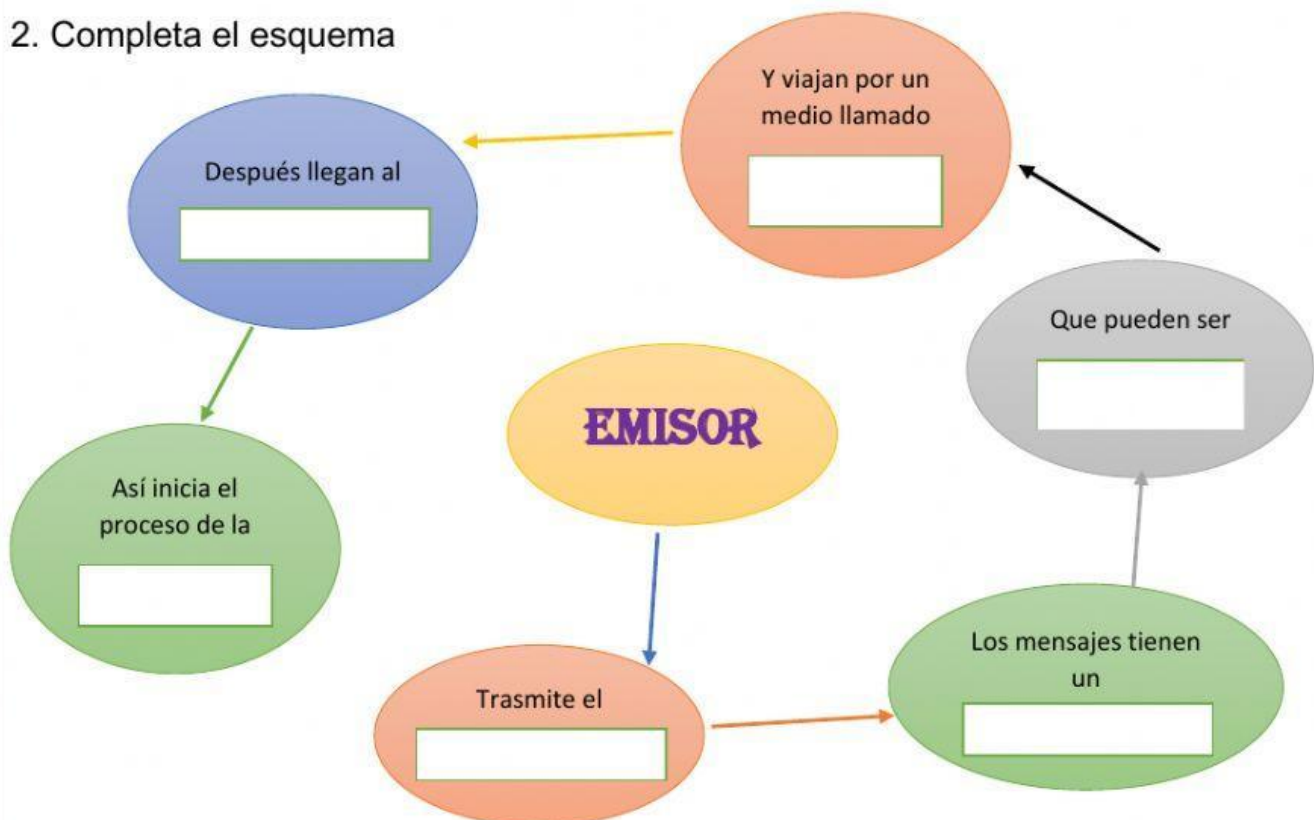 2. Completa el esquema
Y viajan por un
medio llamado
Después llegan al
Que pueden ser
EMISOR
Así inicia el
proceso de la
Los mensajes tienen
un
Trasmite el